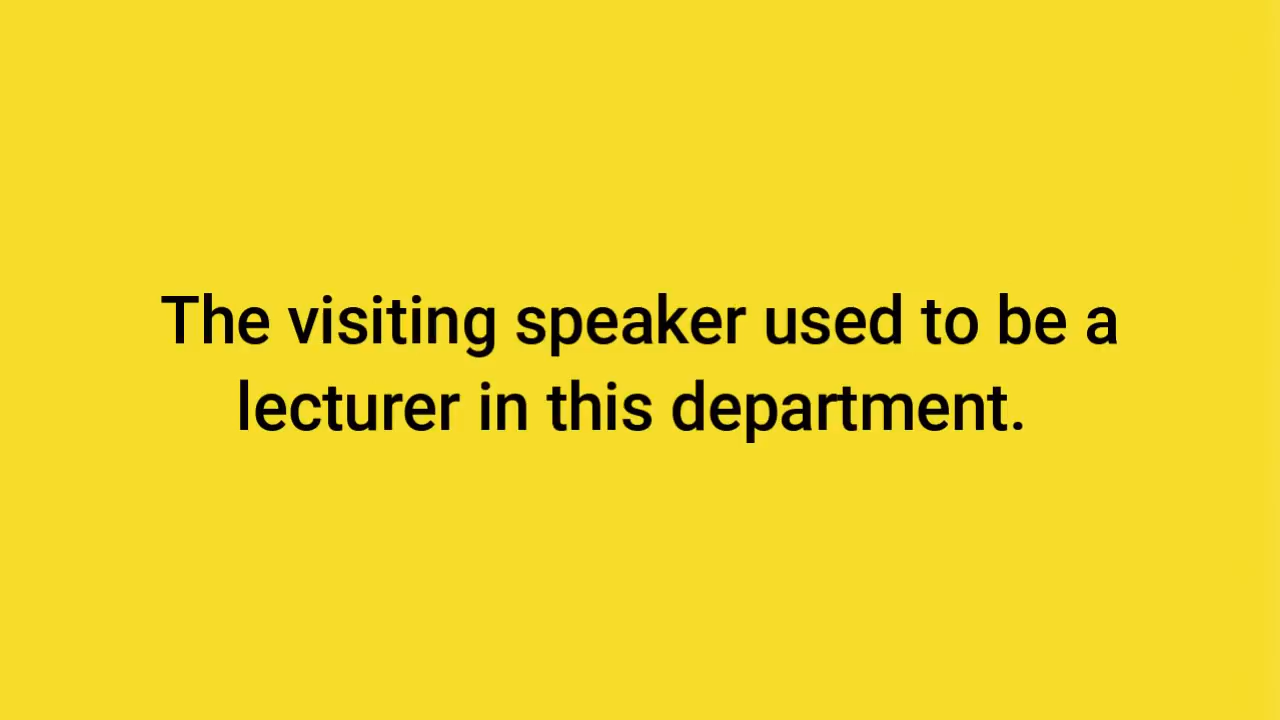 The visiting speaker used to be a
lecturer in this department.